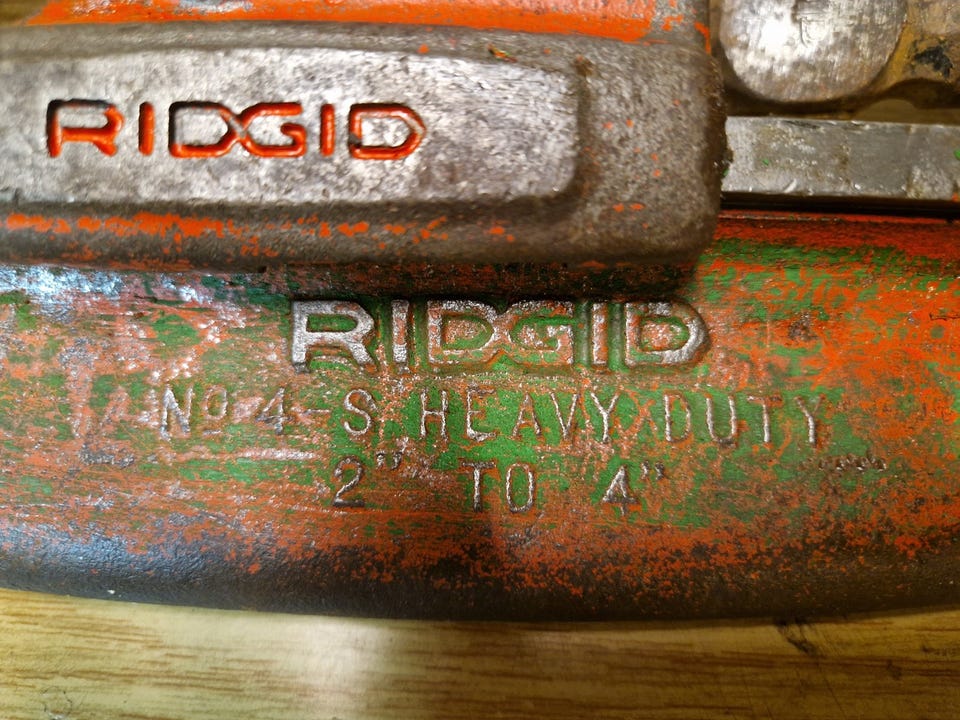 RIDGID
RIDGID
Nº 4-S HEAVY DUTY
2" TO 4"